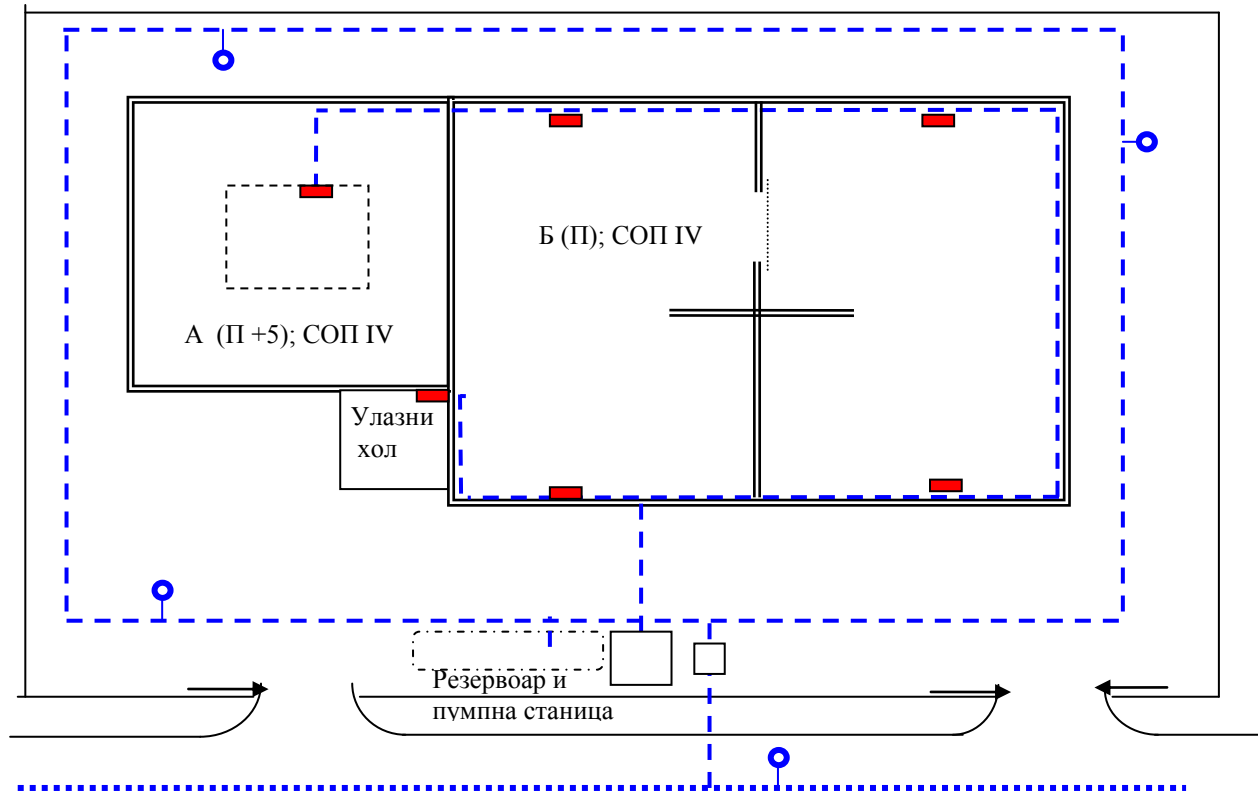 Б (П); СОП IV
А (П +5); СОП IV
Улазни
хол
Резервоар и
пумпна станица